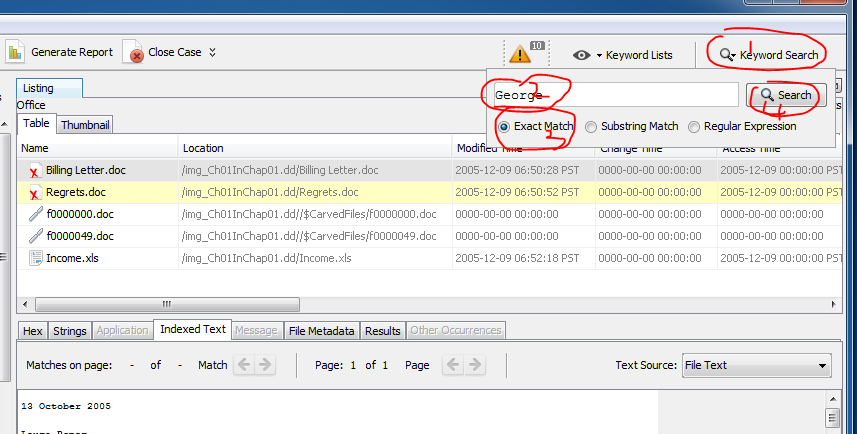 Generate Report Close Case 10 Keyword Lists Keyword Search
1
Listing
Office
George Search
2 4
Exact Match Substring Match Regular Expression
3
Table Thumbnail
Name Location Modified Time Change Time Access Time
Billing Letter.doc /img_Ch01InChap01.dd/Billing Letter.doc 2005-12-09 06:50:28 PST 0000-00-00 00:00:00 2005-12-09 00:00:00 PST
Regrets.doc /img_Ch01InChap01.dd/Regrets.doc 2005-12-09 06:50:52 PST 0000-00-00 00:00:00 2005-12-09 00:00:00 PST
f0000000.doc /img_Ch01InChap01.dd//$CarvedFiles/f0000000.doc 0000-00-00 00:00:00 0000-00-00 00:00:00 0000-00-00 00:00:00
f0000049.doc /img_Ch01InChap01.dd//$CarvedFiles/f0000049.doc 0000-00-00 00:00:00 0000-00-00 00:00:00 0000-00-00 00:00:00
Income.xls /img_Ch01InChap01.dd/Income.xls 2005-12-09 06:52:18 PST 0000-00-00 00:00:00 2005-12-09 00:00:00 PST
Hex Strings Application Indexed Text Message File Metadata Results Other Occurrences
Matches on page: - of - Match Page: 1 of 1 Page Text Source: File Text
13 October 2005